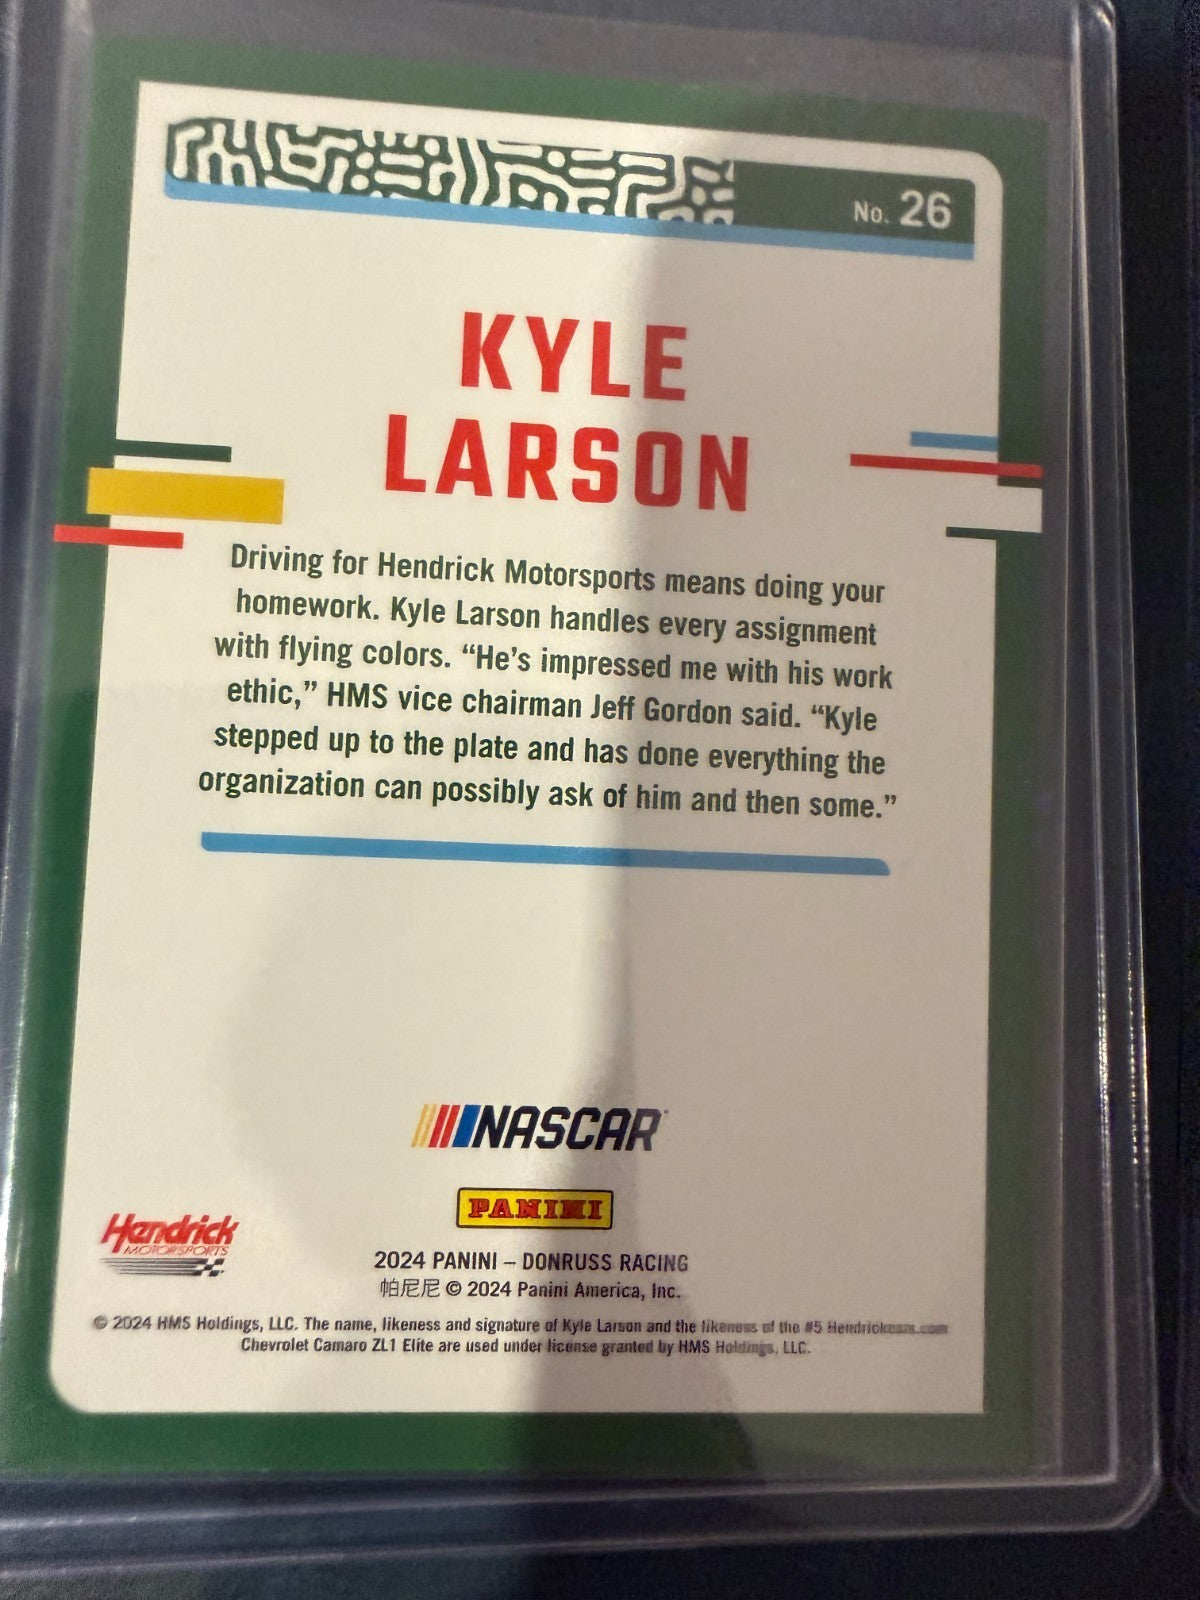 No. 26
KYLE
LARSON
Driving for Hendrick Motorsports means doing your
homework. Kyle Larson handles every assignment
with flying colors. “He’s impressed me with his work
ethic,” HMS vice chairman Jeff Gordon said. “Kyle
stepped up to the plate and has done everything the
organization can possibly ask of him and then some.”
NASCAR
PANINI
Hendrick
MOTORSPORTS
2024 PANINI – DONRUSS RACING
帕尼尼 © 2024 Panini America, Inc.
© 2024 HMS Holdings, LLC. The name, likeness and signature of Kyle Larson and the likeness of the #5 Hendrickcars.com
Chevrolet Camaro ZL1 Elite are used under license granted by HMS Holdings, LLC.